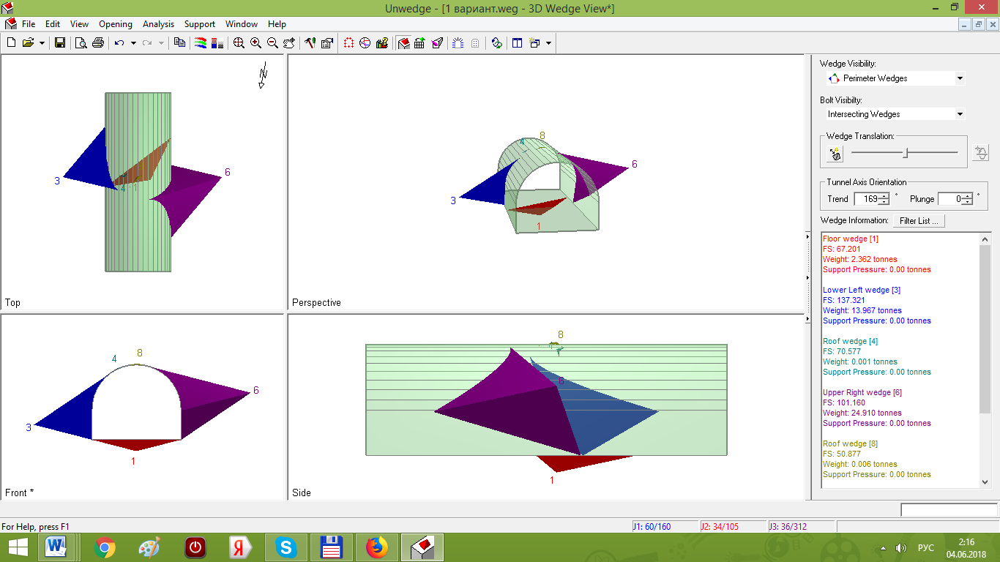 Unwedge - [1 вариант.weg - 3D Wedge View*]
File Edit View Opening Analysis Support Window Help
N
3
6
4
1
Top
4
8
3
6
1
Perspective
Wedge Visibility:
Perimeter Wedges
Bolt Visibilty:
Intersecting Wedges
Wedge Translation:
Tunnel Axis Orientation
Trend 169 ° Plunge 0 °
Wedge Information: Filter List ...
Floor wedge [1]
FS: 67.201
Weight: 2.362 tonnes
Support Pressure: 0.00 tonnes
Lower Left wedge [3]
FS: 137.321
Weight: 13.967 tonnes
Support Pressure: 0.00 tonnes
Roof wedge [4]
FS: 70.577
Weight: 0.001 tonnes
Support Pressure: 0.00 tonnes
Upper Right wedge [6]
FS: 101.160
Weight: 24.910 tonnes
Support Pressure: 0.00 tonnes
Roof wedge [8]
FS: 50.877
Weight: 0.006 tonnes
Support Pressure: 0.00 tonnes
4
8
3
6
1
Front *
8
6
1
Side
For Help, press F1
J1: 60/160
J2: 34/105
J3: 36/312
W
Я
S
РУС
2:16
04.06.2018